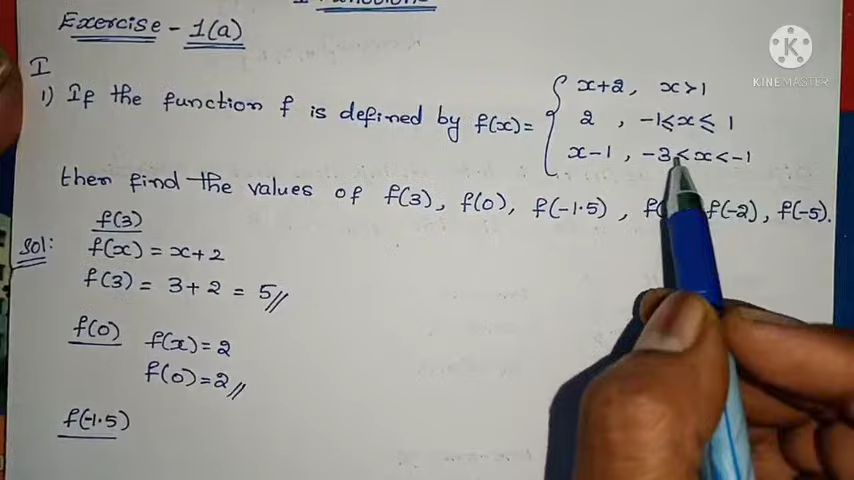 Exercise - 1(a)
I
1) If the function f is defined by f(x)= { x+2, x>1
2, -1≤x≤1
x-1, -3≤x<-1
then find the values of f(3), f(0), f(-1.5), f(-2), f(-5).
Sol: f(3)
f(x) = x+2
f(3) = 3+2 = 5//
f(0) f(x)=2
f(0)=2//
f(-1.5)
KINEMASTER